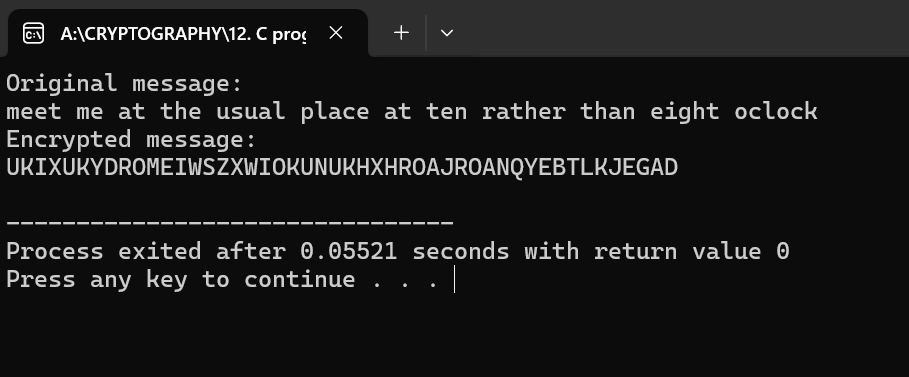 A:\CRYPTOGRAPHY\12. C prog
Original message:
meet me at the usual place at ten rather than eight oclock
Encrypted message:
UKIXUKYDROMEIWSZXWIOKUNUKHXHROAJROANQYEBTLKJEGAD
--------------------------------
Process exited after 0.05521 seconds with return value 0
Press any key to continue . . .